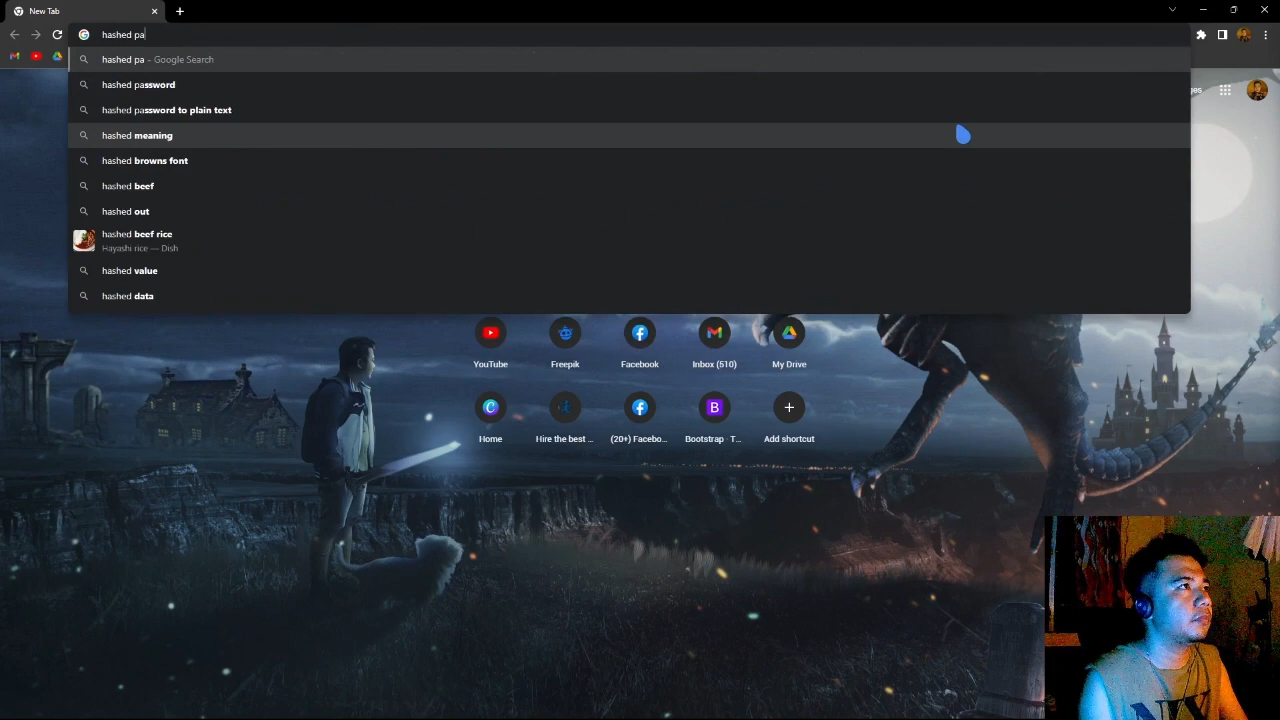 New Tab
hashed pa
hashed pa - Google Search
hashed password
hashed password to plain text
hashed meaning
hashed browns font
hashed beef
hashed out
hashed beef rice
Hayashi rice — Dish
hashed value
hashed data
ges
YouTube
Freepik
Facebook
Inbox (510)
My Drive
Home
Hire the best ...
(20+) Facebo...
Bootstrap · T...
Add shortcut